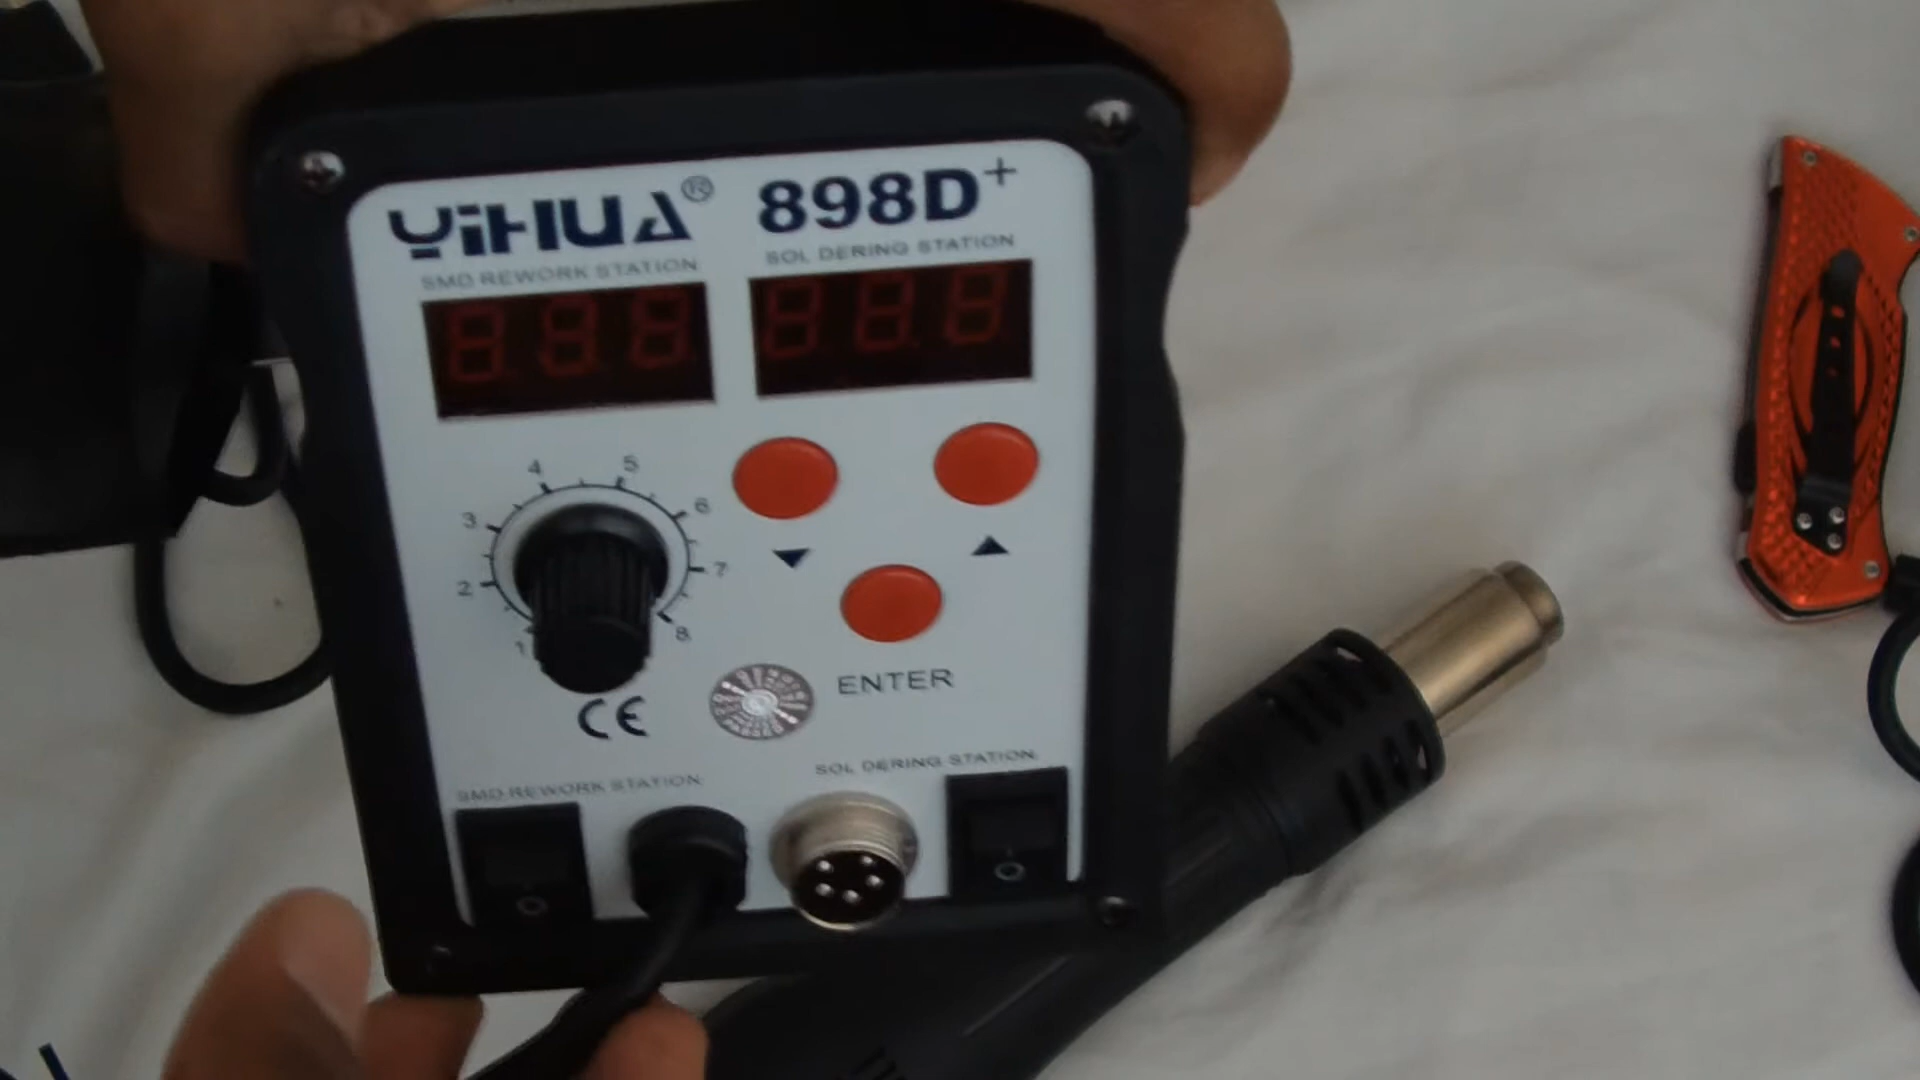 YiHUA® 898D+
SMD REWORK STATION
SOL DERING STATION
888
888
4
5
3
6
2
7
1
8
ENTER
CE
SMD REWORK STATION
SOL DERING STATION